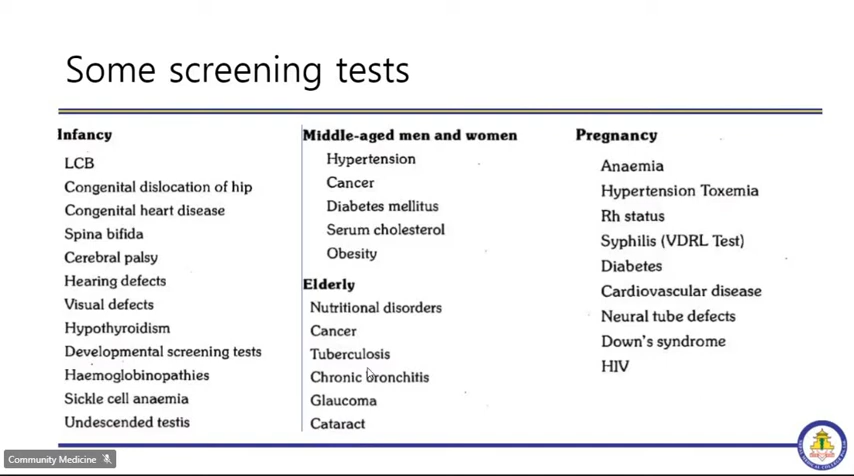 Some screening tests
Infancy
LCB
Congenital dislocation of hip
Congenital heart disease
Spina bifida
Cerebral palsy
Hearing defects
Visual defects
Hypothyroidism
Developmental screening tests
Haemoglobinopathies
Sickle cell anaemia
Undescended testis
Middle-aged men and women
Hypertension
Cancer
Diabetes mellitus
Serum cholesterol
Obesity
Elderly
Nutritional disorders
Cancer
Tuberculosis
Chronic bronchitis
Glaucoma
Cataract
Pregnancy
Anaemia
Hypertension Toxemia
Rh status
Syphilis (VDRL Test)
Diabetes
Cardiovascular disease
Neural tube defects
Down's syndrome
HIV
Community Medicine